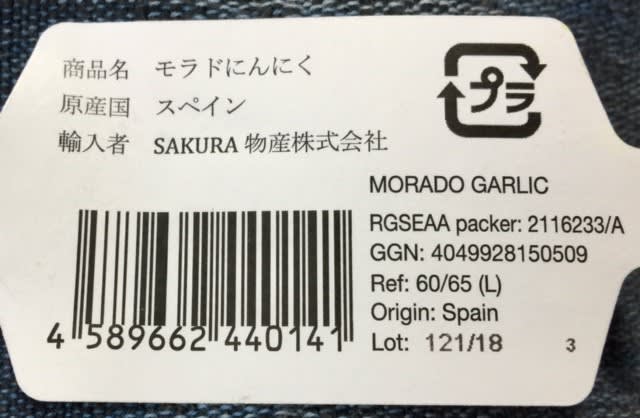 商品名 モラドにんにく
原産国 スペイン
輸入者 SAKURA 物産株式会社
プラ
MORADO GARLIC
RGSEAA packer: 2116233/A
GGN: 4049928150509
Ref: 60/65 (L)
Origin: Spain
Lot: 121/18 3
4 589662 440141